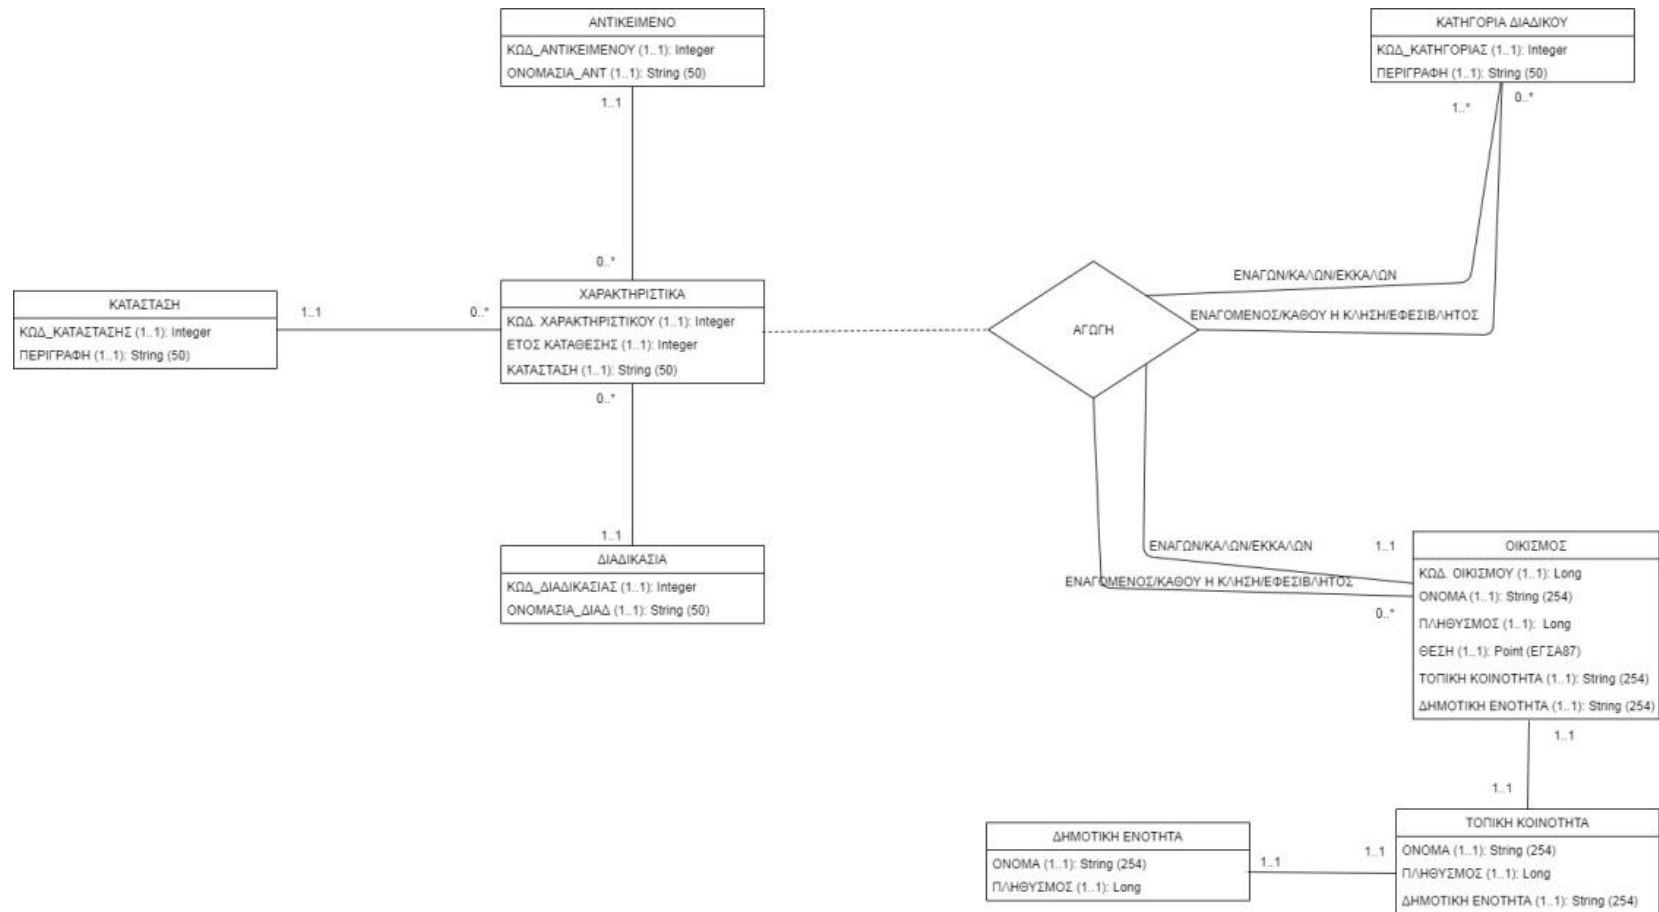 ΑΝΤΙΚΕΙΜΕΝΟ
ΚΩΔ_ΑΝΤΙΚΕΙΜΕΝΟΥ (1..1): Integer
ΟΝΟΜΑΣΙΑ_ΑΝΤ (1..1): String (50)
1..1
0..*
ΚΑΤΗΓΟΡΙΑ ΔΙΑΔΙΚΟΥ
ΚΩΔ_ΚΑΤΗΓΟΡΙΑΣ (1..1): Integer
ΠΕΡΙΓΡΑΦΗ (1..1): String (50)
1..*
0..*
ΚΑΤΑΣΤΑΣΗ
ΚΩΔ_ΚΑΤΑΣΤΑΣΗΣ (1..1): Integer
ΠΕΡΙΓΡΑΦΗ (1..1): String (50)
1..1
0..*
ΧΑΡΑΚΤΗΡΙΣΤΙΚΑ
ΚΩΔ. ΧΑΡΑΚΤΗΡΙΣΤΙΚΟΥ (1..1): Integer
ΕΤΟΣ ΚΑΤΑΘΕΣΗΣ (1..1): Integer
ΚΑΤΑΣΤΑΣΗ (1..1): String (50)
0..*
1..1
ΑΓΩΓΗ
ΕΝΑΓΩΝ/ΚΑΛΩΝ/ΕΚΚΑΛΩΝ
ΕΝΑΓΟΜΕΝΟΣ/ΚΑΘΟΥ Η ΚΛΗΣΗ/ΕΦΕΣΙΒΛΗΤΟΣ
ΔΙΑΔΙΚΑΣΙΑ
ΚΩΔ_ΔΙΑΔΙΚΑΣΙΑΣ (1..1): Integer
ΟΝΟΜΑΣΙΑ_ΔΙΑΔ (1..1): String (50)
ΕΝΑΓΩΝ/ΚΑΛΩΝ/ΕΚΚΑΛΩΝ
1..1
ΕΝΑΓΟΜΕΝΟΣ/ΚΑΘΟΥ Η ΚΛΗΣΗ/ΕΦΕΣΙΒΛΗΤΟΣ
0..*
ΟΙΚΙΣΜΟΣ
ΚΩΔ. ΟΙΚΙΣΜΟΥ (1..1): Long
ΟΝΟΜΑ (1..1): String (254)
ΠΛΗΘΥΣΜΟΣ (1..1): Long
ΘΕΣΗ (1..1): Point (ΕΓΣΑ87)
ΤΟΠΙΚΗ ΚΟΙΝΟΤΗΤΑ (1..1): String (254)
ΔΗΜΟΤΙΚΗ ΕΝΟΤΗΤΑ (1..1): String (254)
1..1
1..1
ΔΗΜΟΤΙΚΗ ΕΝΟΤΗΤΑ
ΟΝΟΜΑ (1..1): String (254)
ΠΛΗΘΥΣΜΟΣ (1..1): Long
1..1
1..1
ΤΟΠΙΚΗ ΚΟΙΝΟΤΗΤΑ
ΟΝΟΜΑ (1..1): String (254)
ΠΛΗΘΥΣΜΟΣ (1..1): Long
ΔΗΜΟΤΙΚΗ ΕΝΟΤΗΤΑ (1..1): String (254)